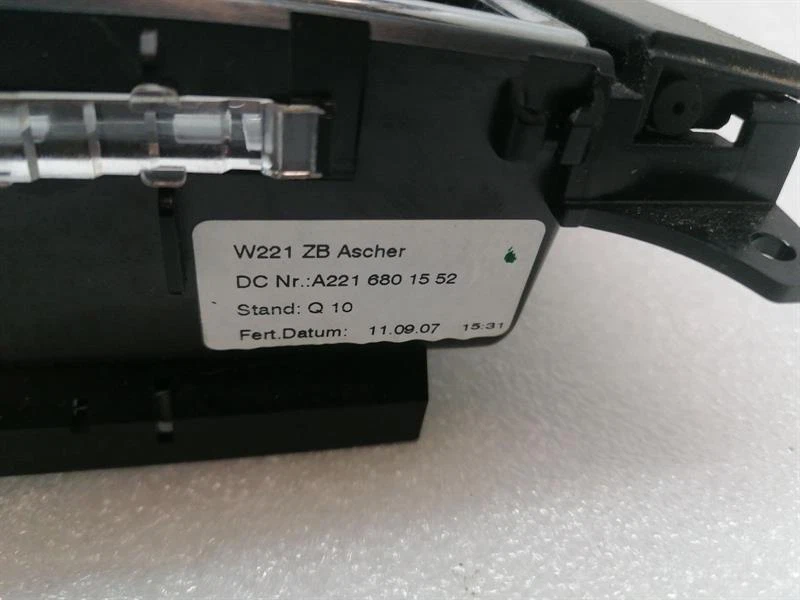 W221 ZB Ascher
DC Nr.:A221 680 15 52
Stand: Q 10
Fert.Datum: 11.09.07 15:31